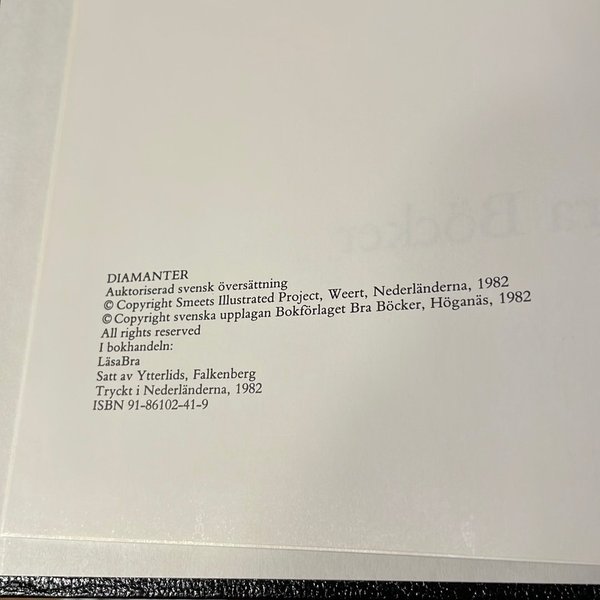 DIAMANTER
Auktoriserad svensk översättning
© Copyright Smeets Illustrated Project, Weert, Nederländerna, 1982
© Copyright svenska upplagan Bokförlaget Bra Böcker, Höganäs, 1982
All rights reserved
I bokhandeln:
LäsaBra
Satt av Ytterlids, Falkenberg
Tryckt i Nederländerna, 1982
ISBN 91-86102-41-9